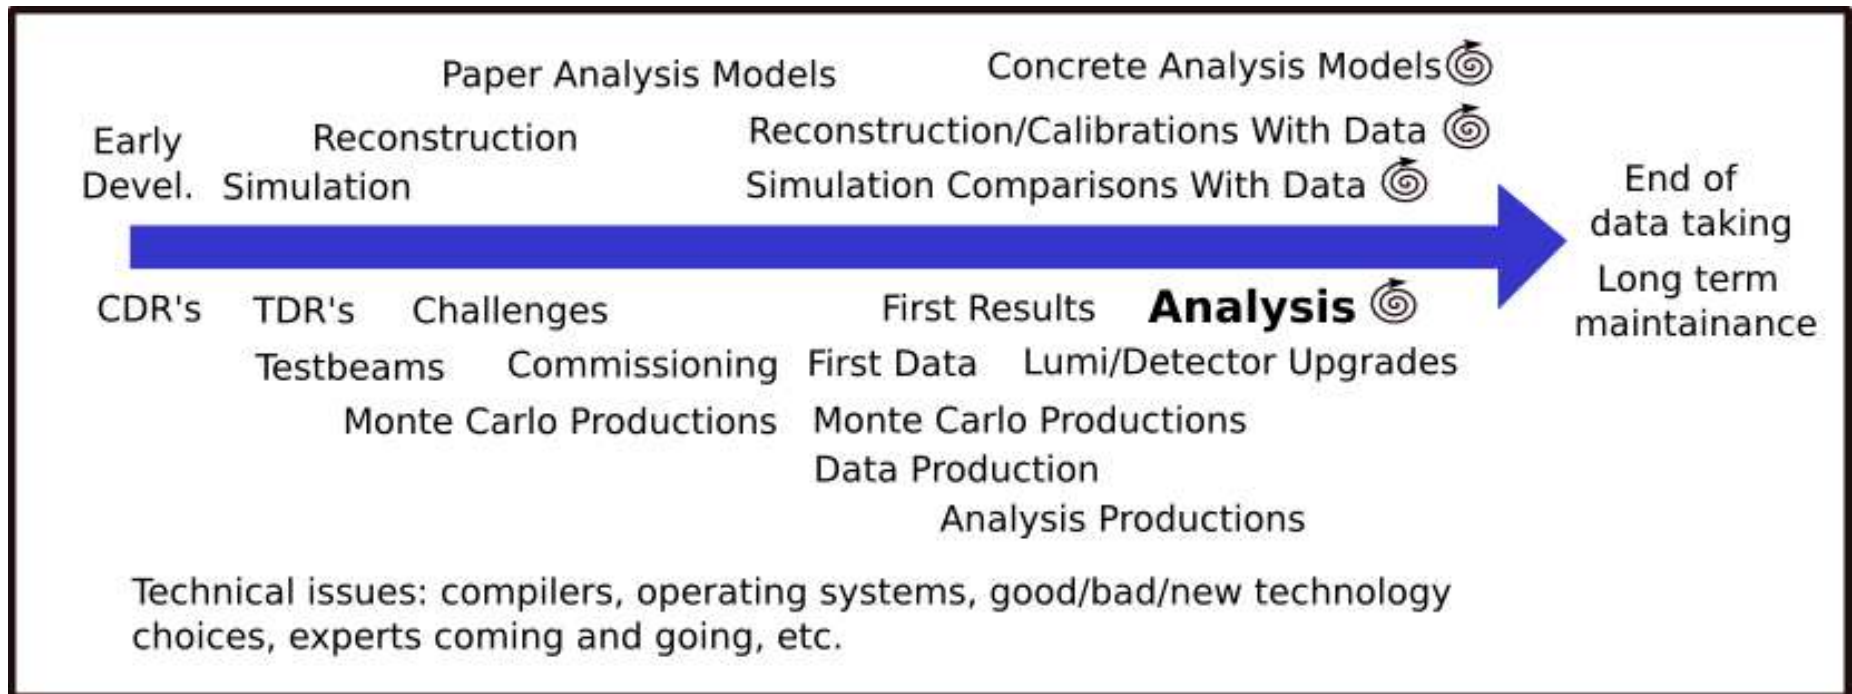 Paper Analysis Models
Concrete Analysis Models
Early
Devel.
Reconstruction
Simulation
Reconstruction/Calibrations With Data
Simulation Comparisons With Data
End of
data taking
Long term
maintainance
CDR's
TDR's
Challenges
First Results
Analysis
Testbeams
Commissioning
First Data
Lumi/Detector Upgrades
Monte Carlo Productions
Monte Carlo Productions
Data Production
Analysis Productions
Technical issues: compilers, operating systems, good/bad/new technology
choices, experts coming and going, etc.